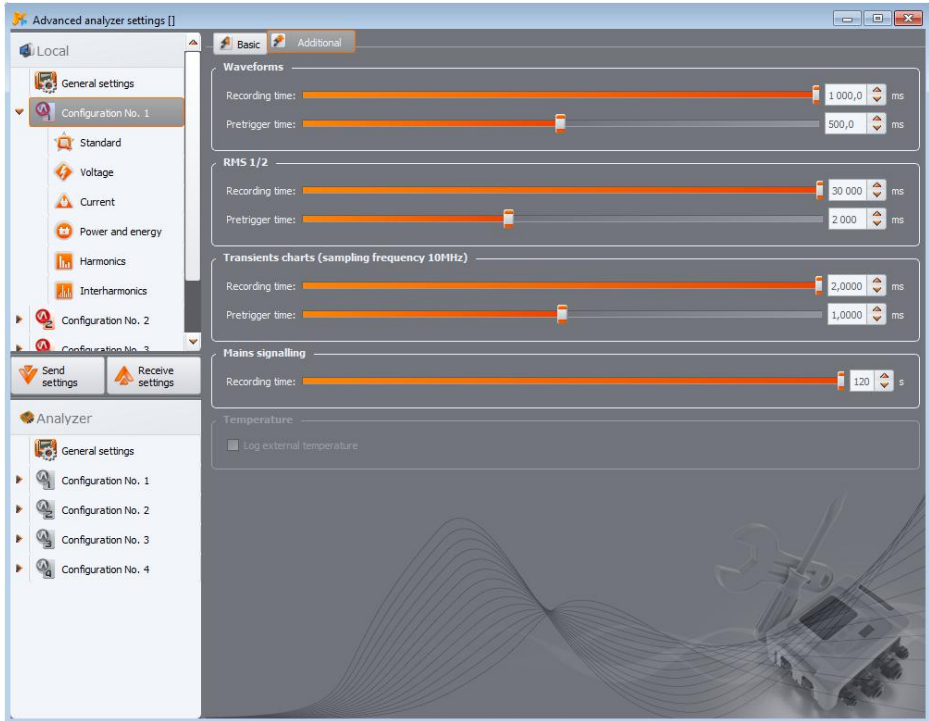 Advanced analyzer settings []
Local
General settings
Configuration No. 1
Standard
Voltage
Current
Power and energy
Harmonics
Interharmonics
Configuration No. 2
Configuration No. 3
Send settings
Receive settings
Analyzer
General settings
Configuration No. 1
Configuration No. 2
Configuration No. 3
Configuration No. 4
Basic
Additional
Waveforms
Recording time: 1 000,0 ms
Pretrigger time: 500,0 ms
RMS 1/2
Recording time: 30 000 ms
Pretrigger time: 2 000 ms
Transients charts (sampling frequency 10MHz)
Recording time: 2,0000 ms
Pretrigger time: 1,0000 ms
Mains signalling
Recording time: 120 s
Temperature
Log external temperature